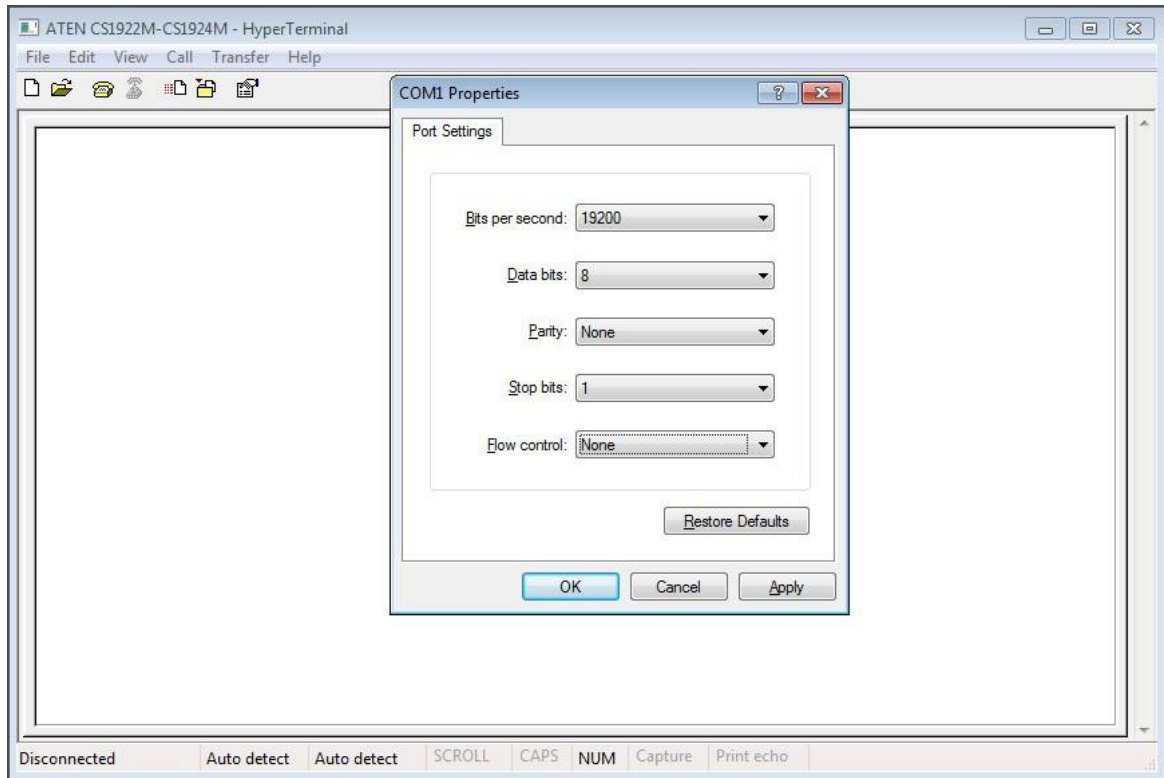 ATEN CS1922M-CS1924M - HyperTerminal
File Edit View Call Transfer Help
COM1 Properties
Port Settings
Bits per second: 19200
Data bits: 8
Parity: None
Stop bits: 1
Flow control: None
Restore Defaults
OK Cancel Apply
Disconnected Auto detect Auto detect SCROLL CAPS NUM Capture Print echo